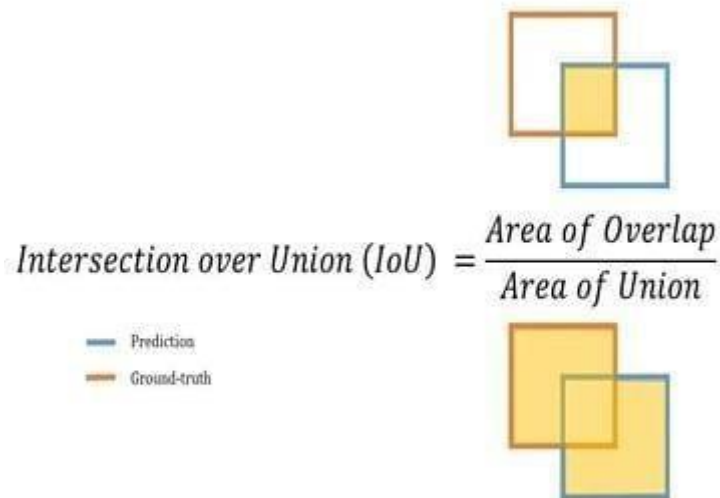 Intersection over Union (IoU) = Area of Overlap
Area of Union
Prediction
Ground-truth